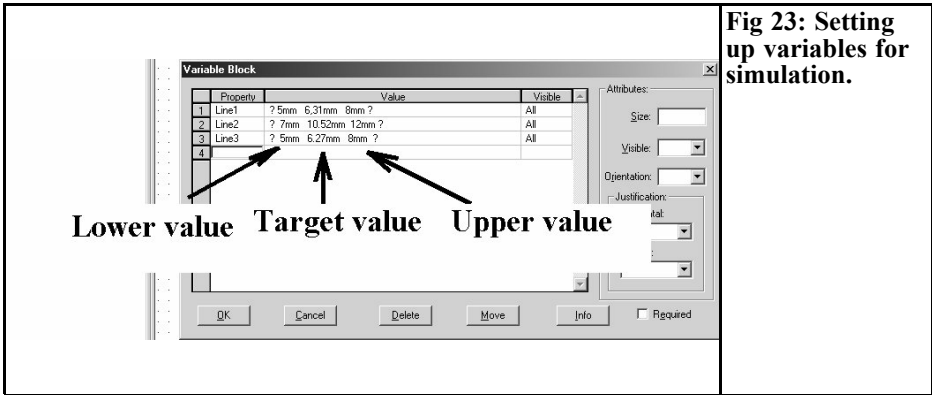 Fig 23: Setting
up variables for
simulation.
Variable Block
Property Value Visible
1 Line1 ? 5mm 6,31mm 8mm ? All
2 Line2 ? 7mm 10.52mm 12mm ? All
3 Line3 ? 5mm 6.27mm 8mm ? All
4
Lower value Target value Upper value
Attributes:
Size:
Visible:
Orientation:
Justification:
tal:
:
OK Cancel Delete Move Info Required